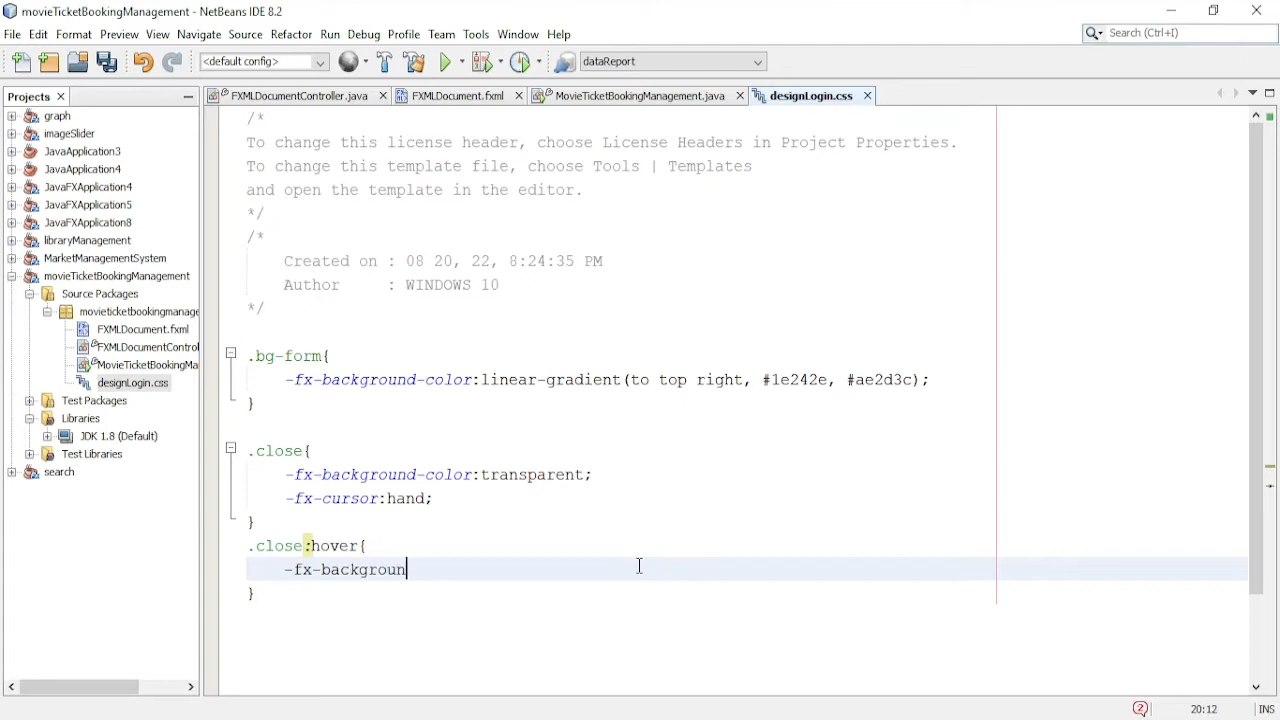 movieTicketBookingManagement - NetBeans IDE 8.2
File Edit Format Preview View Navigate Source Refactor Run Debug Profile Team Tools Window Help
Search (Ctrl+I)
<default config>
dataReport
Projects
FXMLDocumentController.java
FXMLDocument.fxml
MovieTicketBookingManagement.java
designLogin.css
graph
imageSlider
JavaApplication3
JavaApplication4
JavaFXApplication4
JavaFXApplication5
JavaFXApplication8
libraryManagement
MarketManagementSystem
movieTicketBookingManagement
Source Packages
movieticketbookingmanage
FXMLDocument.fxml
FXMLDocumentControl
MovieTicketBookingMa
designLogin.css
Test Packages
Libraries
JDK 1.8 (Default)
Test Libraries
search
/*
To change this license header, choose License Headers in Project Properties.
To change this template file, choose Tools | Templates
and open the template in the editor.
*/
/*
Created on : 08 20, 22, 8:24:35 PM
Author : WINDOWS 10
*/
.bg-form{
-fx-background-color:linear-gradient(to top right, #1e242e, #ae2d3c);
}
.close{
-fx-background-color:transparent;
-fx-cursor:hand;
}
.close:hover{
-fx-backgroun
}
2
20:12
INS